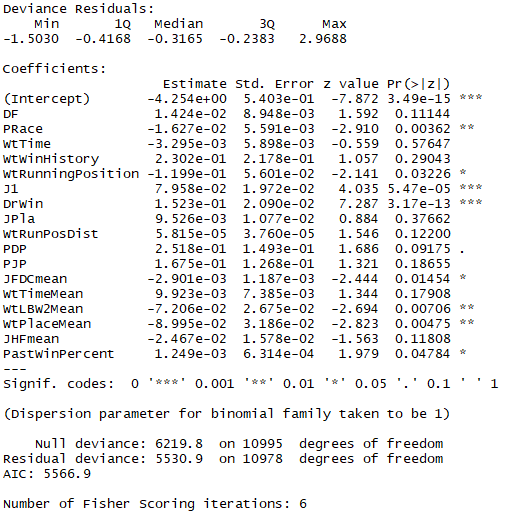 Deviance Residuals:
    Min       1Q   Median       3Q      Max
-1.5030  -0.4168  -0.3165  -0.2383   2.9688

Coefficients:
                    Estimate Std. Error z value Pr(>|z|)
(Intercept)       -4.254e+00  5.403e-01  -7.872 3.49e-15 ***
DF                 1.424e-02  8.948e-03   1.592  0.11144
PRace             -1.627e-02  5.591e-03  -2.910  0.00362 **
WtTime            -3.295e-03  5.898e-03  -0.559  0.57647
WtWinHistory       2.302e-01  2.178e-01   1.057  0.29043
WtRunningPosition -1.199e-01  5.601e-02  -2.141  0.03226 *
J1                 7.958e-02  1.972e-02   4.035 5.47e-05 ***
DrWin              1.523e-01  2.090e-02   7.287 3.17e-13 ***
JPla               9.526e-03  1.077e-02   0.884  0.37662
WtRunPosDist       5.815e-05  3.760e-05   1.546  0.12200
PDP                2.518e-01  1.493e-01   1.686  0.09175 .
PJP                1.675e-01  1.268e-01   1.321  0.18655
JFDCmean          -2.901e-03  1.187e-03  -2.444  0.01454 *
WtTimeMean         9.923e-03  7.385e-03   1.344  0.17908
WtLBW2Mean        -7.206e-02  2.675e-02  -2.694  0.00706 **
WtPlaceMean       -8.995e-02  3.186e-02  -2.823  0.00475 **
JHFmean           -2.467e-02  1.578e-02  -1.563  0.11808
PastWinPercent     1.249e-03  6.314e-04   1.979  0.04784 *
---
Signif. codes:  0 '***' 0.001 '**' 0.01 '*' 0.05 '.' 0.1 ' ' 1

(Dispersion parameter for binomial family taken to be 1)

    Null deviance: 6219.8  on 10995  degrees of freedom
Residual deviance: 5530.9  on 10978  degrees of freedom
AIC: 5566.9

Number of Fisher Scoring iterations: 6